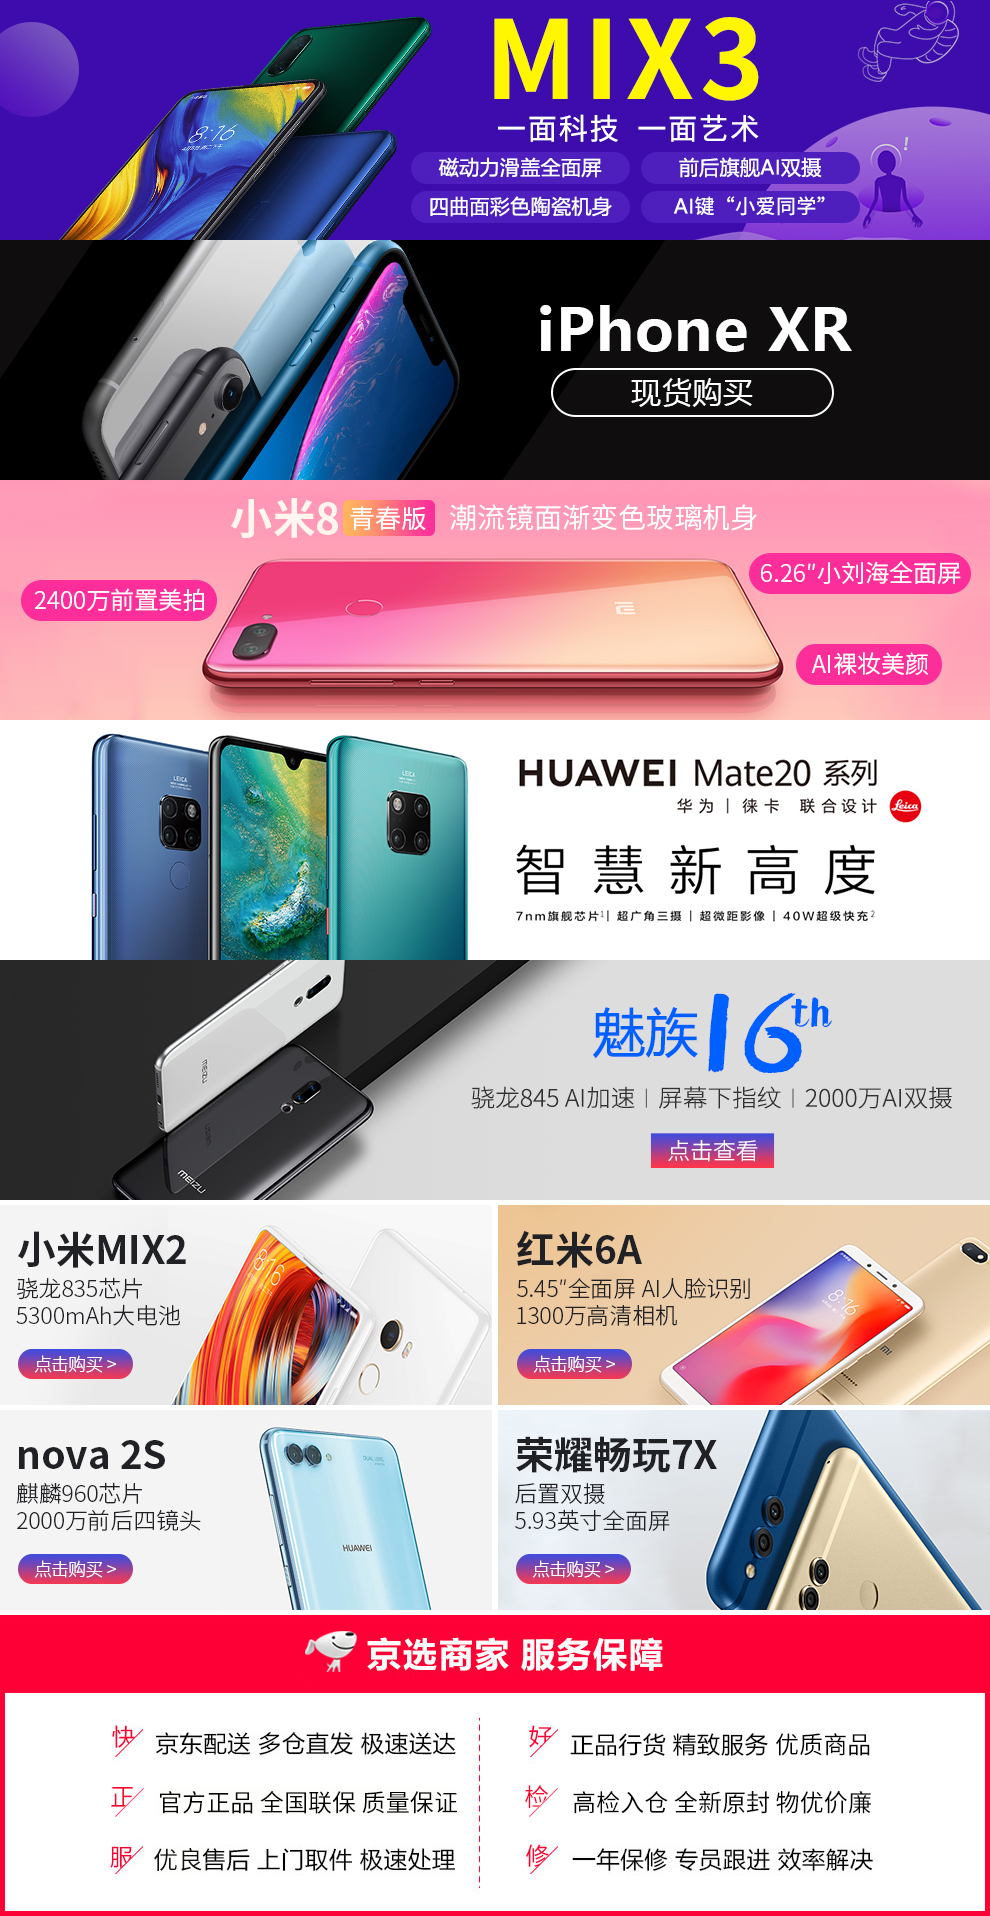 MIX3
一面科技 一面艺术
磁动力滑盖全面屏
前后旗舰AI双摄
四曲面彩色陶瓷机身
AI键“小爱同学”
8:16
iPhone XR
现货购买
小米8 青春版 潮流镜面渐变色玻璃机身
2400万前置美拍
6.26"小刘海全面屏
AI裸妆美颜
LEICA
LEICA
HUAWEI Mate20 系列
华为 | 徕卡 联合设计
Leica
智慧新高度
7nm旗舰芯片1 | 超广角三摄 | 超微距影像 | 40W超级快充2
MEIZU
MEIZU
魅族16th
骁龙845 AI加速 | 屏幕下指纹 | 2000万AI双摄
点击查看
小米MIX2
骁龙835芯片
5300mAh大电池
点击购买 >
红米6A
5.45"全面屏 AI人脸识别
1300万高清相机
点击购买 >
8:16
mi
nova 2S
麒麟960芯片
2000万前后四镜头
点击购买 >
HUAWEI
荣耀畅玩7X
后置双摄
5.93英寸全面屏
点击购买 >
京选商家 服务保障
快 京东配送 多仓直发 极速送达
好 正品行货 精致服务 优质商品
正 官方正品 全国联保 质量保证
检 高检入仓 全新原封 物优价廉
服 优良售后 上门取件 极速处理
修 一年保修 专员跟进 效率解决